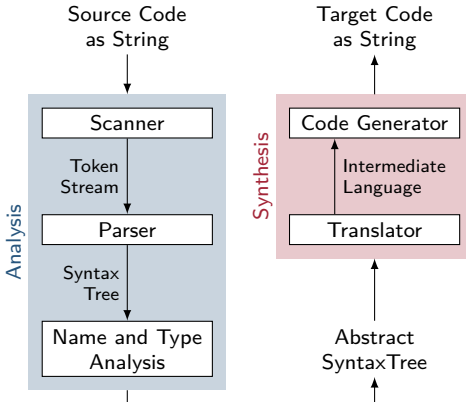 Source Code
as String
Analysis
Scanner
Token
Stream
Parser
Syntax
Tree
Name and Type
Analysis
Target Code
as String
Synthesis
Code Generator
Intermediate
Language
Translator
Abstract
SyntaxTree